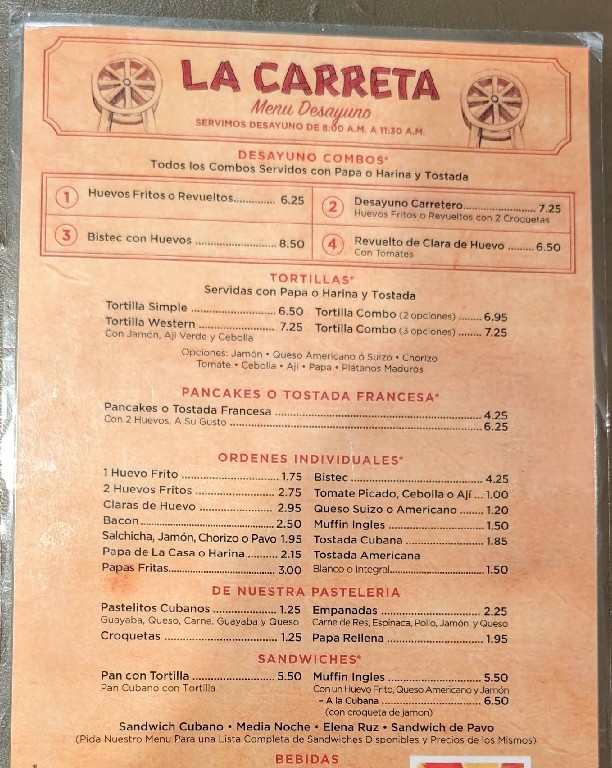 LA CARRETA
Menu Desayuno
SERVIMOS DESAYUNO DE 8:00 A.M. A 11:30 A.M.
DESAYUNO COMBOS*
Todos los Combos Servidos con Papa o Harina y Tostada
1 Huevos Fritos o Revueltos............. 6.25
2 Desayuno Carretero..................... 7.25
Huevos Fritos o Revueltos con 2 Croquetas
3 Bistec con Huevos ..................... 8.50
4 Revuelto de Clara de Huevo ........ 6.50
Con Tomates
TORTILLAS*
Servidas con Papa o Harina y Tostada
Tortilla Simple ............................ 6.50
Tortilla Combo (2 opciones) ............. 6.95
Tortilla Western .......................... 7.25
Con Jamón, Ají Verde y Cebolla
Tortilla Combo (3 opciones) ............. 7.25
Opciones: Jamón • Queso Americano ó Suizo • Chorizo
Tomate • Cebolla • Ají • Papa • Plátanos Maduros
PANCAKES O TOSTADA FRANCESA*
Pancakes o Tostada Francesa ............................ 4.25
Con 2 Huevos, A Su Gusto ............................ 6.25
ORDENES INDIVIDUALES*
1 Huevo Frito ............................ 1.75
2 Huevos Fritos ........................ 2.75
Claras de Huevo ....................... 2.95
Bacon..................................... 2.50
Salchicha, Jamón, Chorizo o Pavo 1.95
Papa de La Casa o Harina .......... 2.15
Papas Fritas............................. 3.00
Bistec ...................................... 4.25
Tomate Picado, Cebolla o Ají ... 1.00
Queso Suizo o Americano ........ 1.20
Muffin Ingles ........................... 1.50
Tostada Cubana ...................... 1.85
Tostada Americana
Blanco o Integral....................... 1.50
DE NUESTRA PASTELERIA
Pastelitos Cubanos .................. 1.25
Guayaba, Queso, Carne, Guayaba y Queso
Croquetas .............................. 1.25
Empanadas ............................ 2.25
Carne de Res, Espinaca, Pollo, Jamón y Queso
Papa Rellena .......................... 1.95
SANDWICHES*
Pan con Tortilla ....................... 5.50
Pan Cubano con Tortilla
Muffin Ingles ........................... 5.50
Con un Huevo Frito, Queso Americano y Jamón
– A la Cubana .......................... 6.50
(con croqueta de jamon)
Sandwich Cubano • Media Noche • Elena Ruz • Sandwich de Pavo
(Pida Nuestro Menu Para una Lista Completa de Sandwiches Disponibles y Precios de los Mismos)
BEBIDAS